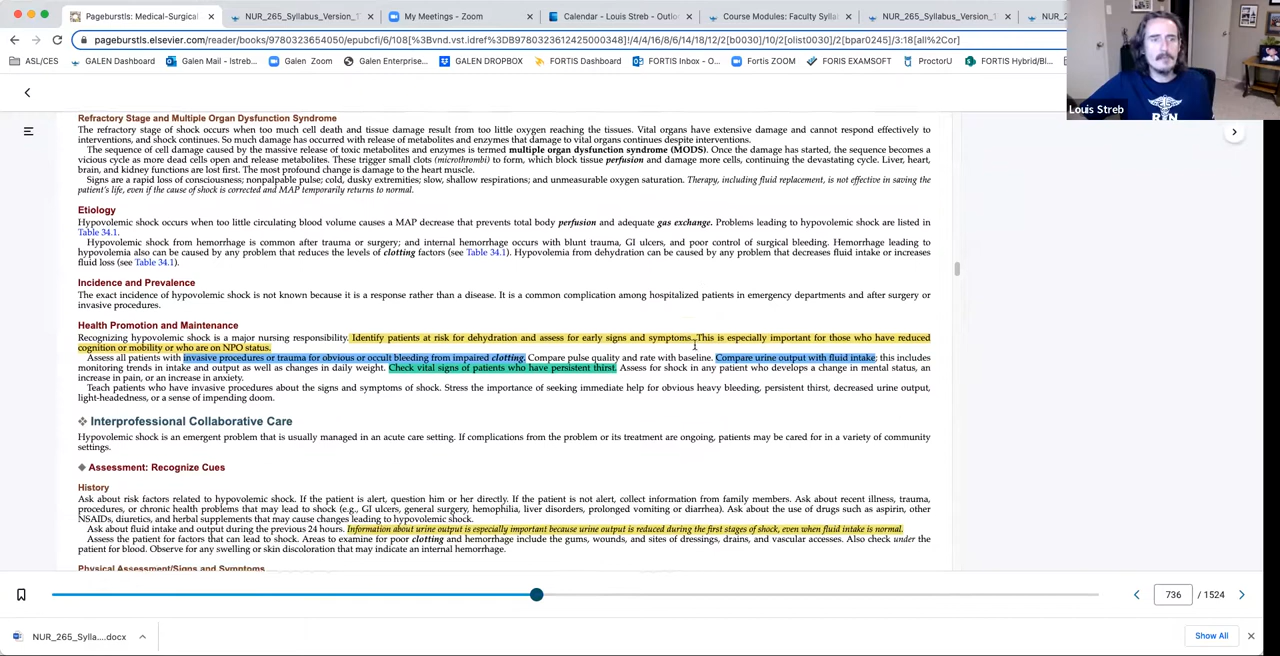 Pageburstls: Medical-Surgical
NUR_265_Syllabus_Version_1
My Meetings - Zoom
Calendar - Louis Streb - Outlo
Course Modules: Faculty Sylla
NUR_265_Syllabus_Version_1
NUR_2
pageburstls.elsevier.com/reader/books/9780323654050/epubcfi/6/108[%3Bvnd.vst.idref%3DB9780323612425000348]!/4/4/16/8/6/14/18/12/2[b0030]/10/2[olist0030]/2[bpar0245]/3:18[all%2Cor]
ASL/CES
GALEN Dashboard
Galen Mail - lstreb...
Galen Zoom
Galen Enterprise...
GALEN DROPBOX
FORTIS Dashboard
FORTIS Inbox - O...
Fortis ZOOM
FORIS EXAMSOFT
ProctorU
FORTIS Hybrid/Bl...
Louis Streb
Refractory Stage and Multiple Organ Dysfunction Syndrome
The refractory stage of shock occurs when too much cell death and tissue damage result from too little oxygen reaching the tissues. Vital organs have extensive damage and cannot respond effectively to
interventions, and shock continues. So much damage has occurred with release of metabolites and enzymes that damage to vital organs continues despite interventions.
The sequence of cell damage caused by the massive release of toxic metabolites and enzymes is termed multiple organ dysfunction syndrome (MODS). Once the damage has started, the sequence becomes a
vicious cycle as more dead cells open and release metabolites. These trigger small clots (microthrombi) to form, which block tissue perfusion and damage more cells, continuing the devastating cycle. Liver, heart,
brain, and kidney functions are lost first. The most profound change is damage to the heart muscle.
Signs are a rapid loss of consciousness; nonpalpable pulse; cold, dusky extremities; slow, shallow respirations; and unmeasurable oxygen saturation. Therapy, including fluid replacement, is not effective in saving the
patient's life, even if the cause of shock is corrected and MAP temporarily returns to normal.
Etiology
Hypovolemic shock occurs when too little circulating blood volume causes a MAP decrease that prevents total body perfusion and adequate gas exchange. Problems leading to hypovolemic shock are listed in
Table 34.1.
Hypovolemic shock from hemorrhage is common after trauma or surgery; and internal hemorrhage occurs with blunt trauma, GI ulcers, and poor control of surgical bleeding. Hemorrhage leading to
hypovolemia also can be caused by any problem that reduces the levels of clotting factors (see Table 34.1). Hypovolemia from dehydration can be caused by any problem that decreases fluid intake or increases
fluid loss (see Table 34.1).
Incidence and Prevalence
The exact incidence of hypovolemic shock is not known because it is a response rather than a disease. It is a common complication among hospitalized patients in emergency departments and after surgery or
invasive procedures.
Health Promotion and Maintenance
Recognizing hypovolemic shock is a major nursing responsibility. Identify patients at risk for dehydration and assess for early signs and symptoms. This is especially important for those who have reduced
cognition or mobility or who are on NPO status.
Assess all patients with invasive procedures or trauma for obvious or occult bleeding from impaired clotting. Compare pulse quality and rate with baseline. Compare urine output with fluid intake; this includes
monitoring trends in intake and output as well as changes in daily weight. Check vital signs of patients who have persistent thirst. Assess for shock in any patient who develops a change in mental status, an
increase in pain, or an increase in anxiety.
Teach patients who have invasive procedures about the signs and symptoms of shock. Stress the importance of seeking immediate help for obvious heavy bleeding, persistent thirst, decreased urine output,
light-headedness, or a sense of impending doom.
❖ Interprofessional Collaborative Care
Hypovolemic shock is an emergent problem that is usually managed in an acute care setting. If complications from the problem or its treatment are ongoing, patients may be cared for in a variety of community
settings.
◆ Assessment: Recognize Cues
History
Ask about risk factors related to hypovolemic shock. If the patient is alert, question him or her directly. If the patient is not alert, collect information from family members. Ask about recent illness, trauma,
procedures, or chronic health problems that may lead to shock (e.g., GI ulcers, general surgery, hemophilia, liver disorders, prolonged vomiting or diarrhea). Ask about the use of drugs such as aspirin, other
NSAIDs, diuretics, and herbal supplements that may cause changes leading to hypovolemic shock.
Ask about fluid intake and output during the previous 24 hours. Information about urine output is especially important because urine output is reduced during the first stages of shock, even when fluid intake is normal.
Assess the patient for factors that can lead to shock. Areas to examine for poor clotting and hemorrhage include the gums, wounds, and sites of dressings, drains, and vascular accesses. Also check under the
patient for blood. Observe for any swelling or skin discoloration that may indicate an internal hemorrhage.
Physical Assessment/Signs and Symptoms
736 / 1524
NUR_265_Sylla....docx
Show All